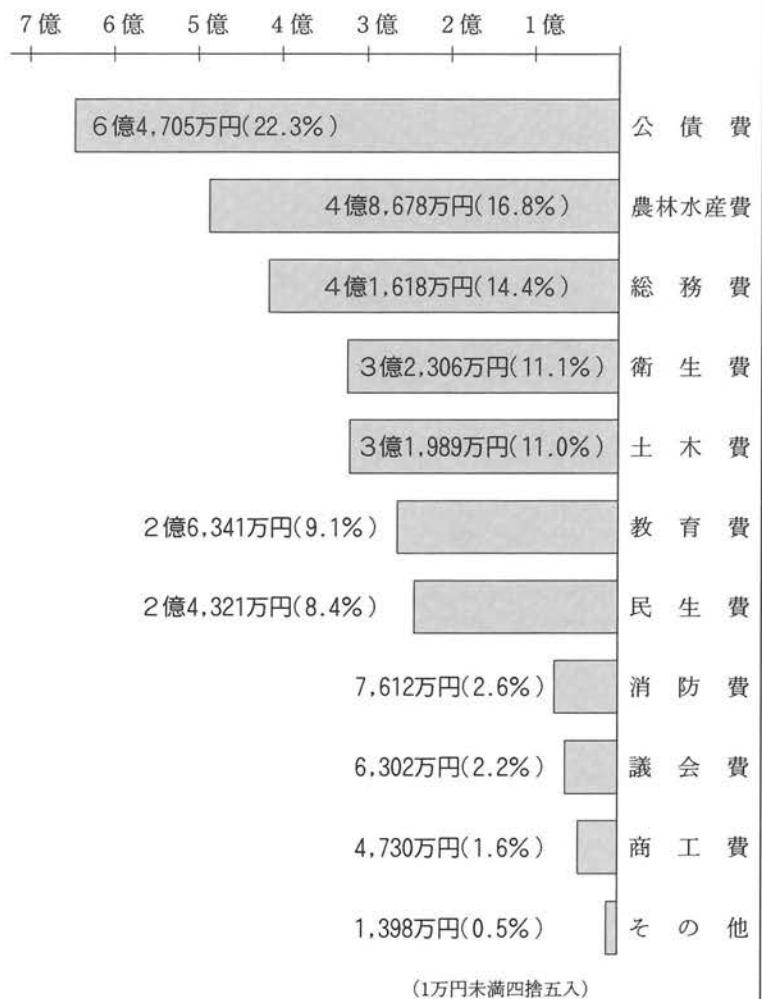 7億 6億 5億 4億 3億 2億 1億
6億4,705万円(22.3%) 公債費
4億8,678万円(16.8%) 農林水産費
4億1,618万円(14.4%) 総務費
3億2,306万円(11.1%) 衛生費
3億1,989万円(11.0%) 土木費
2億6,341万円(9.1%) 教育費
2億4,321万円(8.4%) 民生費
7,612万円(2.6%) 消防費
6,302万円(2.2%) 議会費
4,730万円(1.6%) 商工費
1,398万円(0.5%) その他
(1万円未満四捨五入)